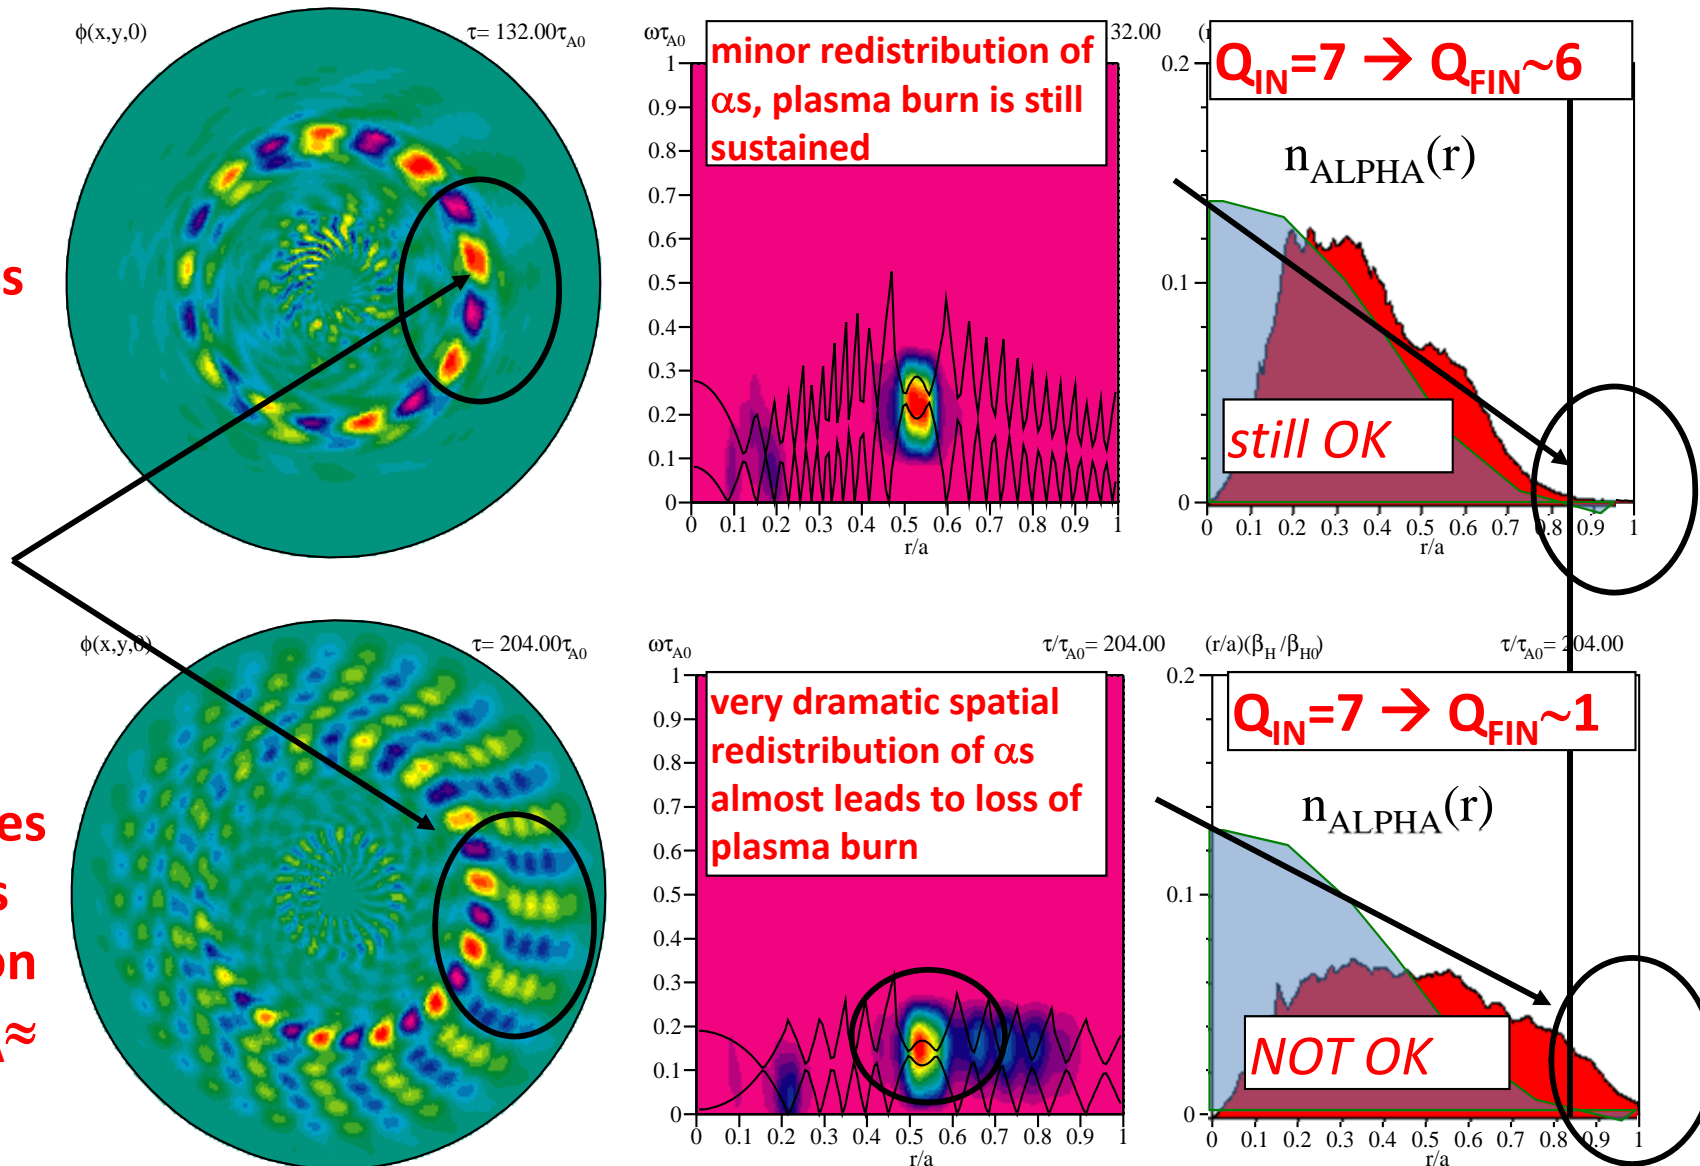 ϕ(x,y,0)
τ= 132.00τA0
ωτA0
32.00
minor redistribution of
αs, plasma burn is still
sustained
1
0.9
0.8
0.7
0.6
0.5
0.4
0.3
0.2
0.1
0
0 0.1 0.2 0.3 0.4 0.5 0.6 0.7 0.8 0.9 1
r/a
QIN=7 → QFIN~6
nALPHA(r)
0.2
0.1
0
still OK
0 0.1 0.2 0.3 0.4 0.5 0.6 0.7 0.8 0.9 1
r/a
s
ϕ(x,y,0)
τ= 204.00τA0
es
s
on
≈
ωτA0
τ/τA0= 204.00
very dramatic spatial
redistribution of αs
almost leads to loss of
plasma burn
1
0.9
0.8
0.7
0.6
0.5
0.4
0.3
0.2
0.1
0
0 0.1 0.2 0.3 0.4 0.5 0.6 0.7 0.8 0.9 1
r/a
(r/a)(βH/βH0)
τ/τA0= 204.00
QIN=7 → QFIN~1
nALPHA(r)
0.2
0.1
0
NOT OK
0 0.1 0.2 0.3 0.4 0.5 0.6 0.7 0.8 0.9 1
r/a